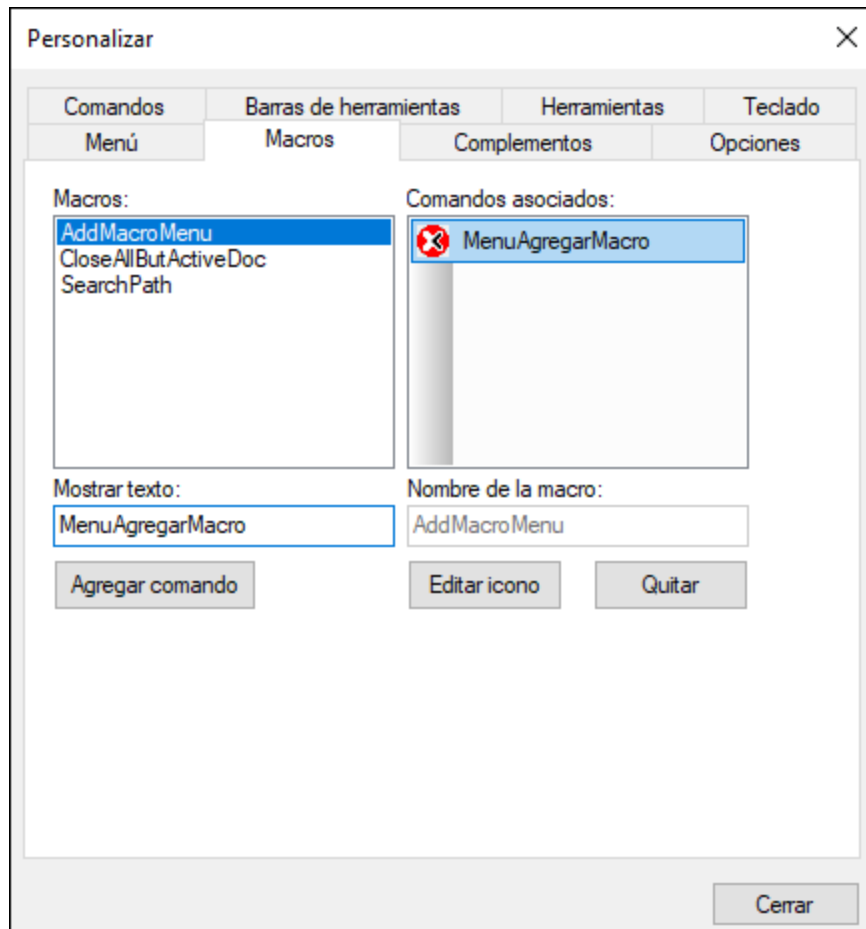 Personalizar
Comandos
Barras de herramientas
Herramientas
Teclado
Menú
Macros
Complementos
Opciones
Macros:
AddMacroMenu
CloseAllButActiveDoc
SearchPath
Comandos asociados:
MenuAgregarMacro
Mostrar texto:
MenuAgregarMacro
Nombre de la macro:
AddMacroMenu
Agregar comando
Editar icono
Quitar
Cerrar